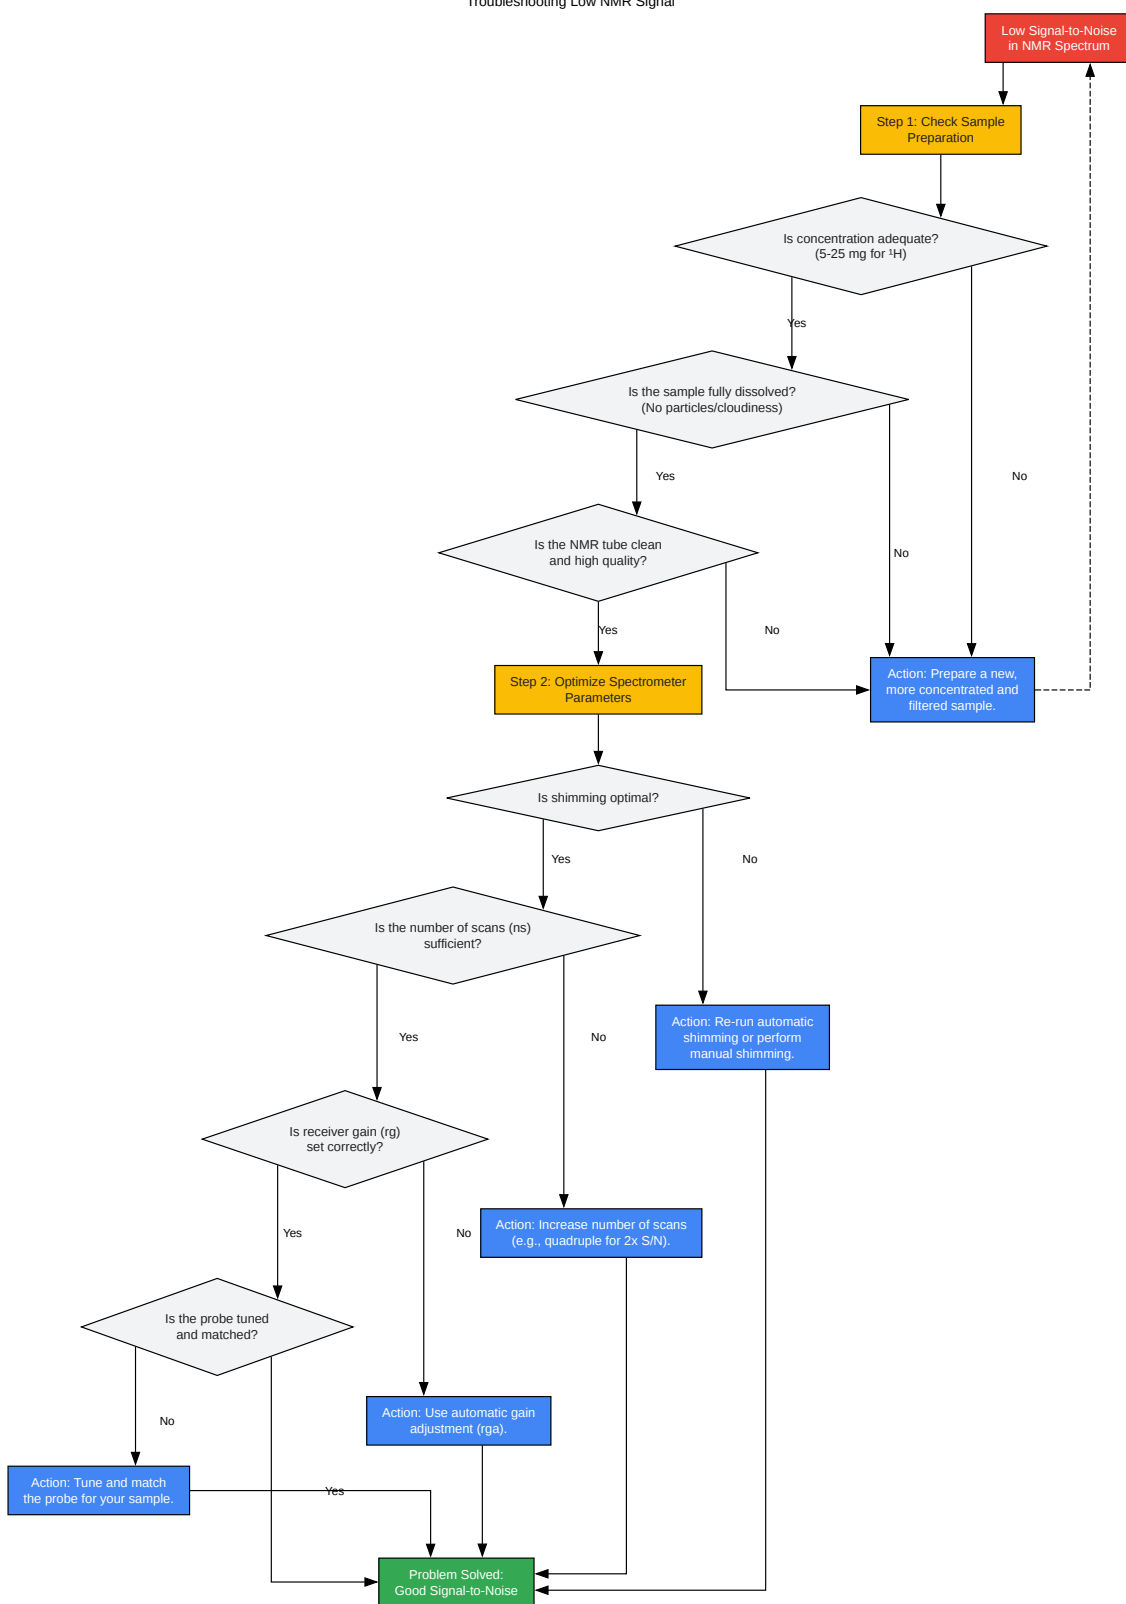 Troubleshooting Low NMR Signal
Low Signal-to-Noise
in NMR Spectrum
Step 1: Check Sample
Preparation
Is concentration adequate?
(5-25 mg for ¹H)
Yes
Is the sample fully dissolved?
(No particles/cloudiness)
Yes
No
Is the NMR tube clean
and high quality?
No
Yes
No
Action: Prepare a new,
more concentrated and
filtered sample.
Step 2: Optimize Spectrometer
Parameters
Is shimming optimal?
Yes
No
Is the number of scans (ns)
sufficient?
Yes
No
Action: Re-run automatic
shimming or perform
manual shimming.
Is receiver gain (rg)
set correctly?
Yes
No
Action: Increase number of scans
(e.g., quadruple for 2x S/N).
Is the probe tuned
and matched?
No
Action: Use automatic gain
adjustment (rga).
Action: Tune and match
the probe for your sample.
Yes
Problem Solved:
Good Signal-to-Noise